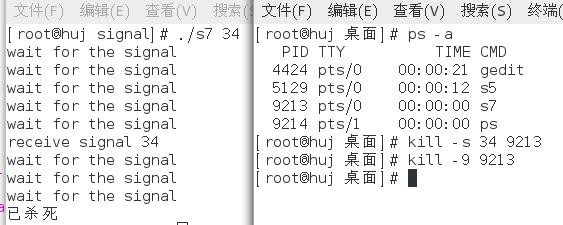 文件(F) 编辑(E) 查看(V) 搜索(S)
[root@huj signal]# ./s7 34
wait for the signal
wait for the signal
wait for the signal
wait for the signal
wait for the signal
receive signal 34
wait for the signal
wait for the signal
wait for the signal
已杀死
文件(F) 编辑(E) 查看(V) 搜索(S) 终端
[root@huj 桌面]# ps -a
PID TTY TIME CMD
4424 pts/0 00:00:21 gedit
5129 pts/0 00:00:12 s5
9213 pts/0 00:00:00 s7
9214 pts/1 00:00:00 ps
[root@huj 桌面]# kill -s 34 9213
[root@huj 桌面]# kill -9 9213
[root@huj 桌面]#